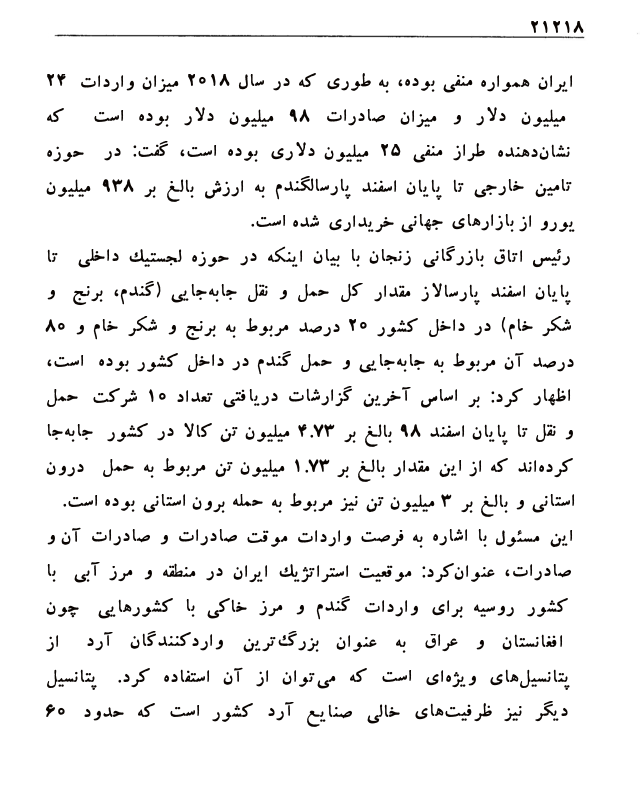 ۲۱۲۱۸
ایران همواره منفی بوده، به طوری که در سال ۲۰۱۸ میزان واردات ۲۴
میلیون دلار و میزان صادرات ۹۸ میلیون دلار بوده است که
نشان‌دهنده طراز منفی ۲۵ میلیون دلاری بوده است، گفت: در حوزه
تامین خارجی تا پایان اسفند پارسالگندم به ارزش بالغ بر ۹۳۸ میلیون
یورو از بازارهای جهانی خریداری شده است.
رئیس اتاق بازرگانی زنجان با بیان اینکه در حوزه لجستیك داخلی تا
پایان اسفند پارسالاز مقدار کل حمل و نقل جابه‌جایی (گندم، برنج و
شکر خام) در داخل کشور ۲۰ درصد مربوط به برنج و شکر خام و ۸۰
درصد آن مربوط به جابه‌جایی و حمل گندم در داخل کشور بوده است،
اظهار کرد: بر اساس آخرین گزارشات دریافتی تعداد ۱۰ شرکت حمل
و نقل تا پایان اسفند ۹۸ بالغ بر ۴.۷۳ میلیون تن کالا در کشور جابه‌جا
کرده‌اند که از این مقدار بالغ بر ۱.۷۳ میلیون تن مربوط به حمل درون
استانی و بالغ بر ۳ میلیون تن نیز مربوط به حمله برون استانی بوده است.
این مسئول با اشاره به فرصت واردات موقت صادرات و صادرات آن و
صادرات، عنوان‌کرد: موقعیت استراتژیك ایران در منطقه و مرز آبی با
کشور روسیه برای واردات گندم و مرز خاکی با کشورهایی چون
افغانستان و عراق به عنوان بزرگ‌ترین واردکنندگان آرد از
پتانسیل‌های ویژه‌ای است که می‌توان از آن استفاده کرد. پتانسیل
دیگر نیز ظرفیت‌های خالی صنایع آرد کشور است که حدود ۶۰